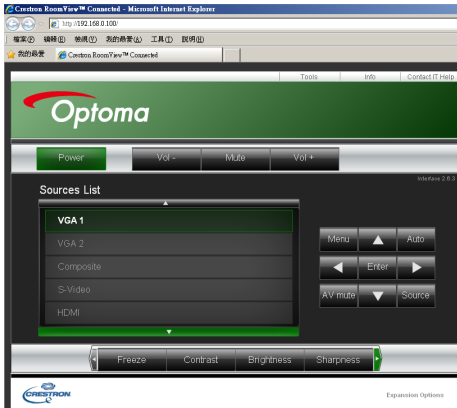 Crestron RoomView™ Connected - Microsoft Internet Explorer
http://192.168.0.100/
檔案(F) 編輯(E) 檢視(V) 我的最愛(A) 工具(T) 說明(H)
我的最愛 Crestron RoomView™ Connected
Tools Info Contact IT Help
Optoma
Power Vol - Mute Vol +
Interface 2.6.3
Sources List
VGA 1
VGA 2
Composite
S-Video
HDMI
Menu Auto
Enter
AV mute Source
Freeze Contrast Brightness Sharpness
CRESTRON
Expansion Options